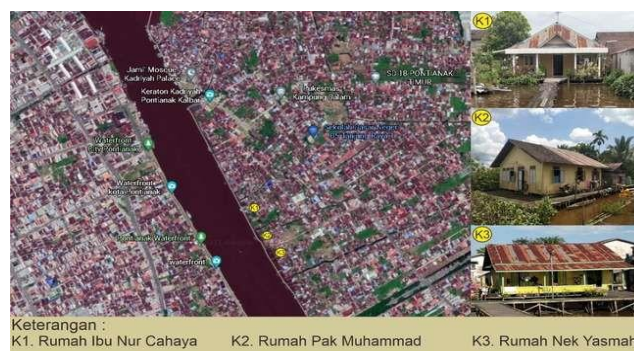 K1
Jami' Mosque
Kadriyah Palace
SD 18 PONTIANAK
TIMUR
Keraton Kadriyah
Pontianak Kalbar
Kampung Dalam
K2
Waterfront
City Pontianak
Waterfront
kota Pontianak
K1
K2
Pontianak Waterfront
K3
K3
waterfront
Keterangan :
K1. Rumah Ibu Nur Cahaya
K2. Rumah Pak Muhammad
K3. Rumah Nek Yasmah